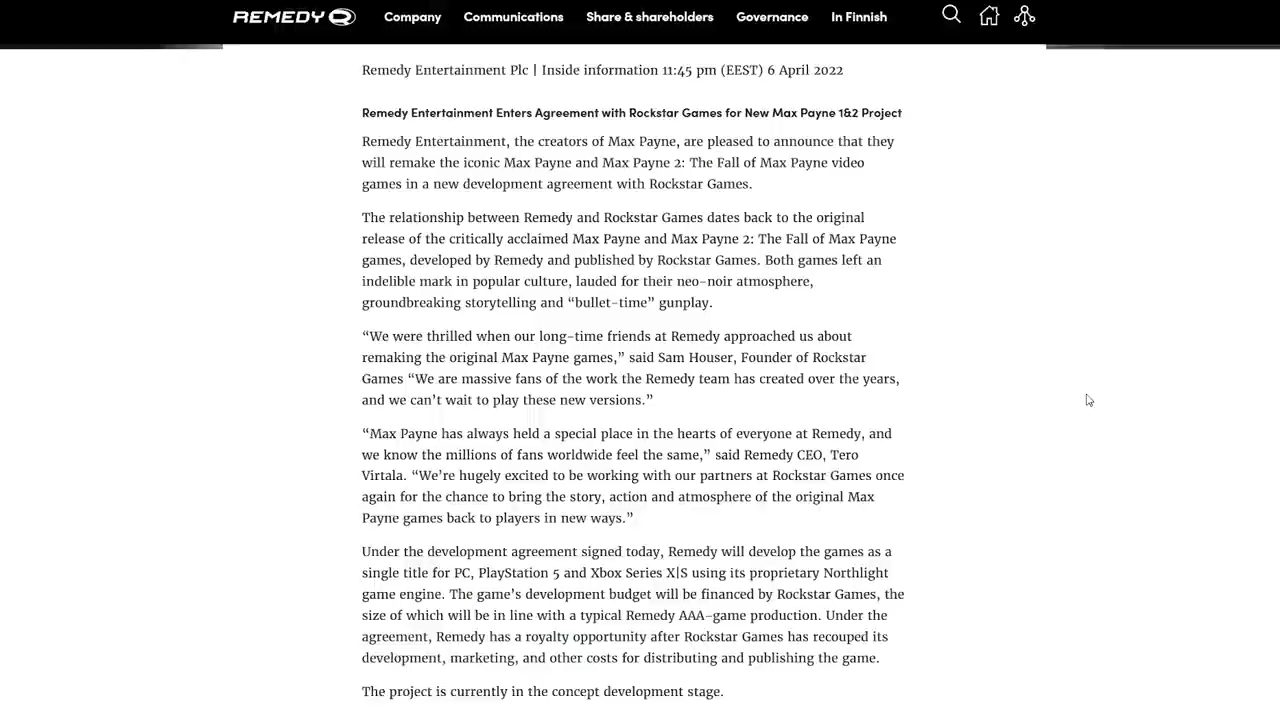 REMEDY Company Communications Share & shareholders Governance In Finnish
Remedy Entertainment Plc | Inside information 11:45 pm (EEST) 6 April 2022
Remedy Entertainment Enters Agreement with Rockstar Games for New Max Payne 1&2 Project
Remedy Entertainment, the creators of Max Payne, are pleased to announce that they
will remake the iconic Max Payne and Max Payne 2: The Fall of Max Payne video
games in a new development agreement with Rockstar Games.
The relationship between Remedy and Rockstar Games dates back to the original
release of the critically acclaimed Max Payne and Max Payne 2: The Fall of Max Payne
games, developed by Remedy and published by Rockstar Games. Both games left an
indelible mark in popular culture, lauded for their neo-noir atmosphere,
groundbreaking storytelling and “bullet-time” gunplay.
“We were thrilled when our long-time friends at Remedy approached us about
remaking the original Max Payne games,” said Sam Houser, Founder of Rockstar
Games “We are massive fans of the work the Remedy team has created over the years,
and we can’t wait to play these new versions.”
“Max Payne has always held a special place in the hearts of everyone at Remedy, and
we know the millions of fans worldwide feel the same,” said Remedy CEO, Tero
Virtala. “We’re hugely excited to be working with our partners at Rockstar Games once
again for the chance to bring the story, action and atmosphere of the original Max
Payne games back to players in new ways.”
Under the development agreement signed today, Remedy will develop the games as a
single title for PC, PlayStation 5 and Xbox Series X|S using its proprietary Northlight
game engine. The game’s development budget will be financed by Rockstar Games, the
size of which will be in line with a typical Remedy AAA-game production. Under the
agreement, Remedy has a royalty opportunity after Rockstar Games has recouped its
development, marketing, and other costs for distributing and publishing the game.
The project is currently in the concept development stage.